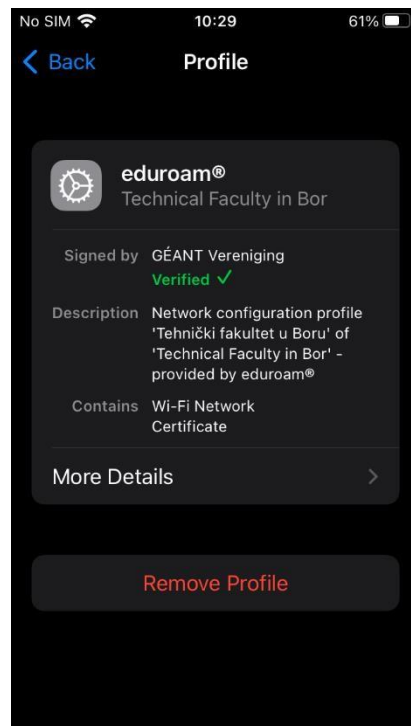 No SIM 10:29 61%
Back Profile
eduroam®
Technical Faculty in Bor
Signed by GÉANT Vereniging
Verified ✓
Description Network configuration profile
'Tehnički fakultet u Boru' of
'Technical Faculty in Bor' -
provided by eduroam®
Contains Wi-Fi Network
Certificate
More Details
Remove Profile